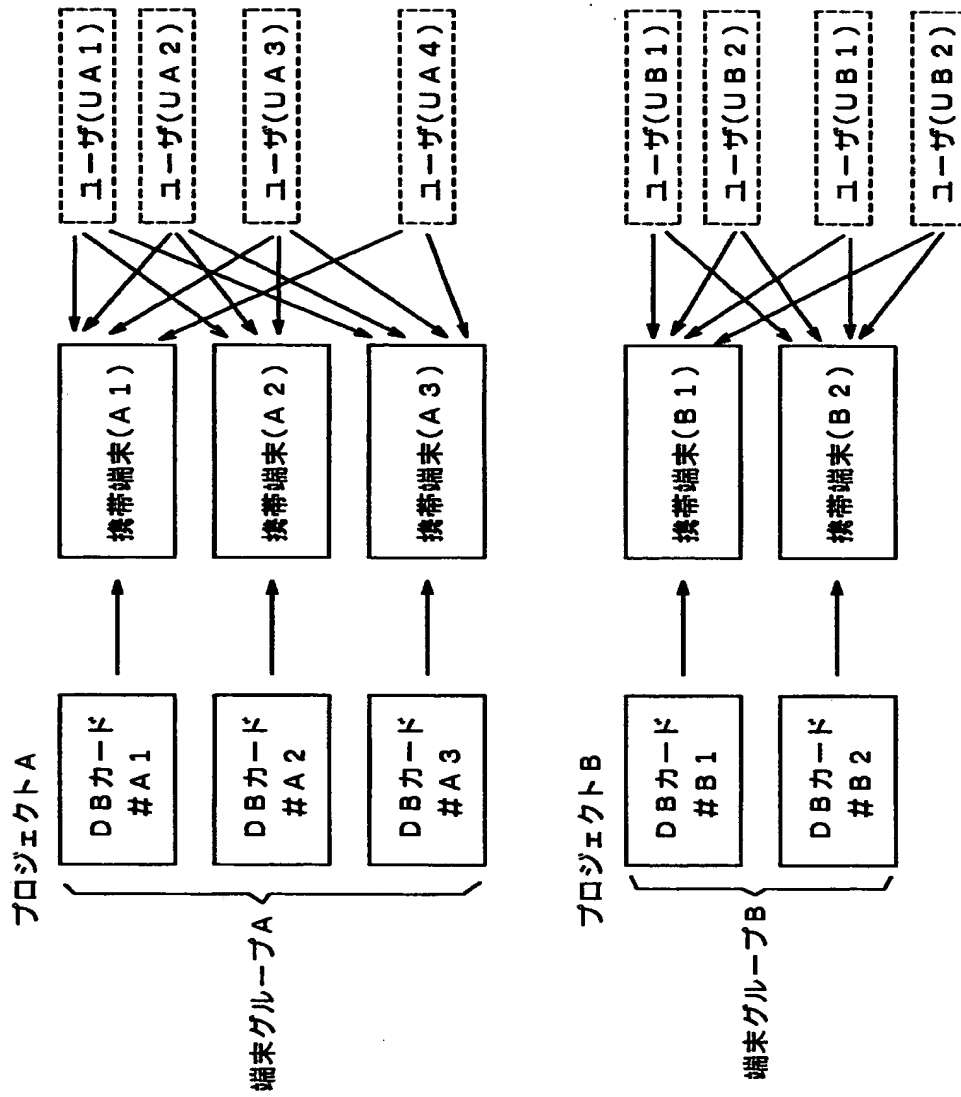 プロジェクトA
端末グループA
DBカード
#A1
DBカード
#A2
DBカード
#A3
携帯端末(A1)
携帯端末(A2)
携帯端末(A3)
ユーザ(UA1)
ユーザ(UA2)
ユーザ(UA3)
ユーザ(UA4)
プロジェクトB
端末グループB
DBカード
#B1
DBカード
#B2
携帯端末(B1)
携帯端末(B2)
ユーザ(UB1)
ユーザ(UB2)
ユーザ(UB1)
ユーザ(UB2)